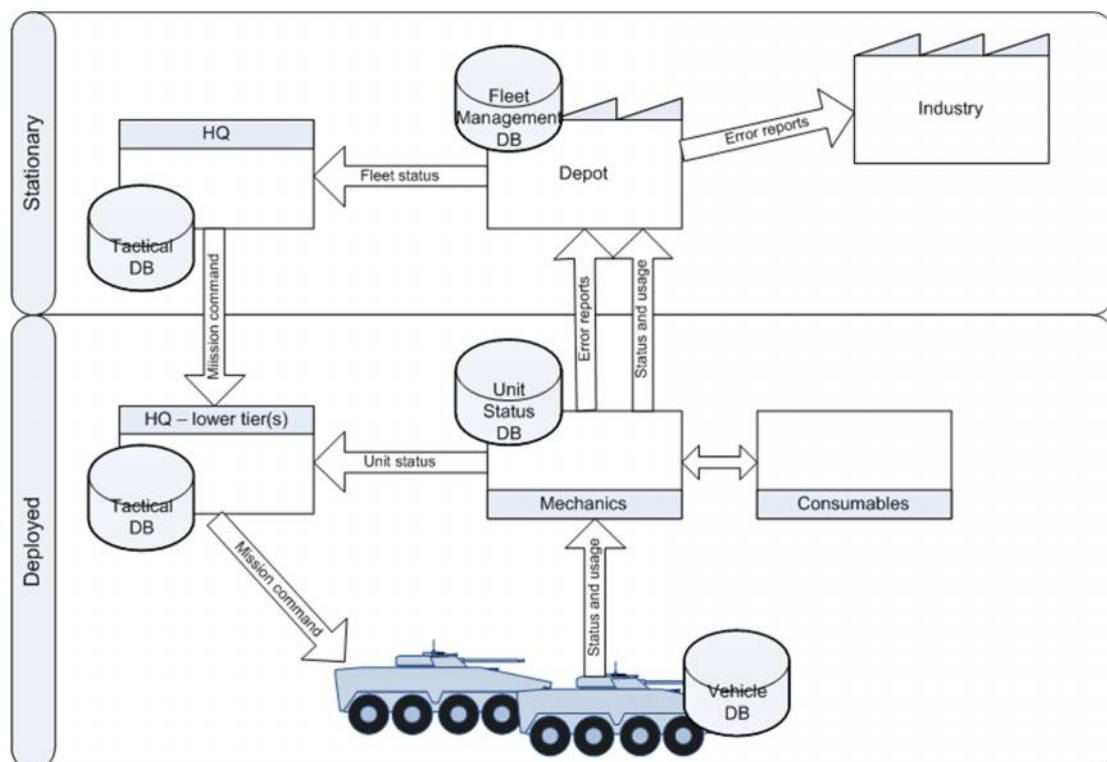 Stationary
Fleet
Management
DB
Industry
Error reports
HQ
Depot
Fleet status
Tactical
DB
Miission command
Error reports
Status and usage
Deployed
Unit
Status
DB
HQ – lower tier(s)
Unit status
Tactical
DB
Mechanics
Consumables
Mission command
Status and usage
Vehicle
DB